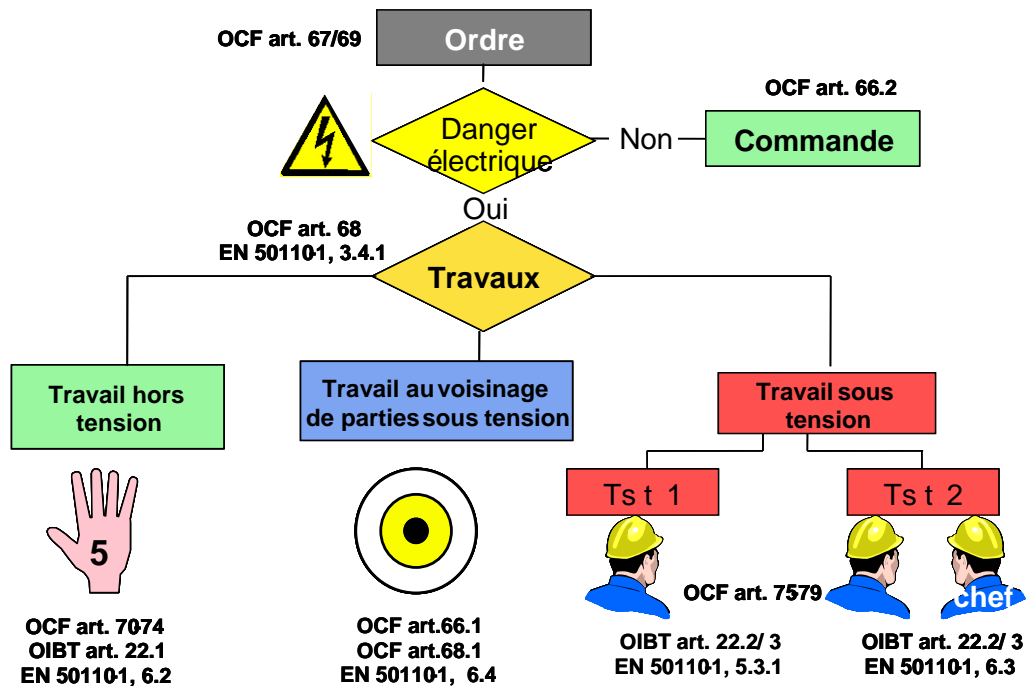 OCF art. 67/69
Ordre
OCF art. 66.2
Danger
électrique
Non
Commande
Oui
OCF art. 68
EN 50110-1, 3.4.1
Travaux
Travail hors
tension
Travail au voisinage
de parties sous tension
Travail sous
tension
Ts t 1
Ts t 2
5
OCF art. 75-79
chef
OCF art. 70-74
OIBT art. 22.1
EN 50110-1, 6.2
OCF art.66.1
OCF art.68.1
EN 50110-1, 6.4
OIBT art. 22.2/ 3
EN 50110-1, 5.3.1
OIBT art. 22.2/ 3
EN 50110-1, 6.3